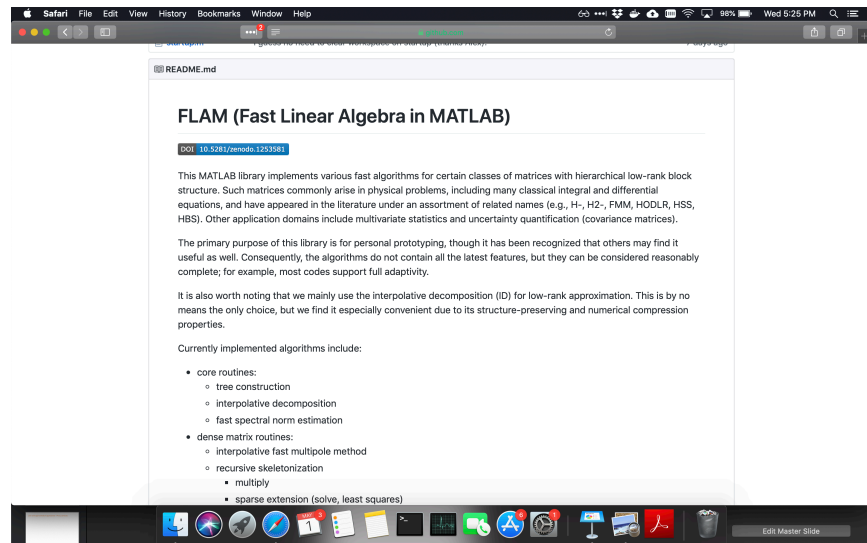 Safari File Edit View History Bookmarks Window Help 98% Wed 5:25 PM
2
README.md
FLAM (Fast Linear Algebra in MATLAB)
DOI 10.5281/zenodo.1253581
This MATLAB library implements various fast algorithms for certain classes of matrices with hierarchical low-rank block
structure. Such matrices commonly arise in physical problems, including many classical integral and differential
equations, and have appeared in the literature under an assortment of related names (e.g., H-, H2-, FMM, HODLR, HSS,
HBS). Other application domains include multivariate statistics and uncertainty quantification (covariance matrices).
The primary purpose of this library is for personal prototyping, though it has been recognized that others may find it
useful as well. Consequently, the algorithms do not contain all the latest features, but they can be considered reasonably
complete; for example, most codes support full adaptivity.
It is also worth noting that we mainly use the interpolative decomposition (ID) for low-rank approximation. This is by no
means the only choice, but we find it especially convenient due to its structure-preserving and numerical compression
properties.
Currently implemented algorithms include:
• core routines:
◦ tree construction
◦ interpolative decomposition
◦ fast spectral norm estimation
• dense matrix routines:
◦ interpolative fast multipole method
◦ recursive skeletonization
▪ multiply
▪ sparse extension (solve, least squares)
3 6 1
Edit Master Slide